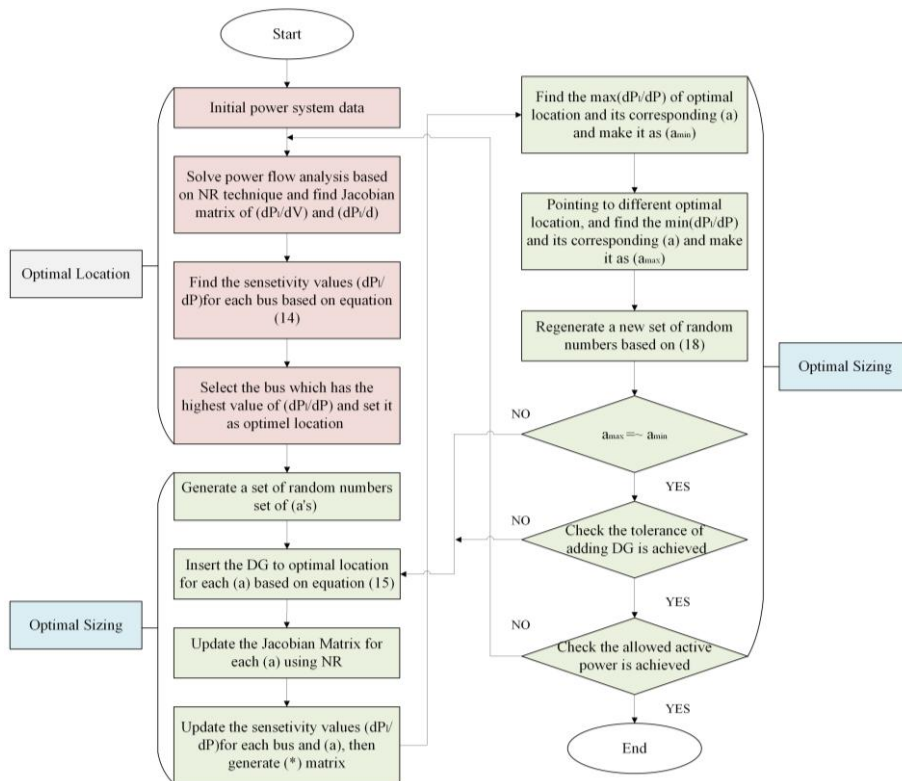 Start
Initial power system data
Solve power flow analysis based
on NR technique and find Jacobian
matrix of (dPₗ/dV) and (dPₗ/d)
Optimal Location
Find the sensetivity values (dPₗ/
dP)for each bus based on equation
(14)
Select the bus which has the
highest value of (dPₗ/dP) and set it
as optimel location
Generate a set of random numbers
set of (a's)
Insert the DG to optimal location
for each (a) based on equation (15)
Optimal Sizing
Update the Jacobian Matrix for
each (a) using NR
Update the sensetivity values (dPₗ/
dP)for each bus and (a), then
generate (*) matrix
Find the max(dPₗ/dP) of optimal
location and its corresponding (a)
and make it as (amin)
Pointing to different optimal
location, and find the min(dPₗ/dP)
and its corresponding (a) and make
it as (amax)
Regenerate a new set of random
numbers based on (18)
Optimal Sizing
NO
amax=~ amin
YES
NO
Check the tolerance of
adding DG is achieved
YES
NO
Check the allowed active
power is achieved
YES
End